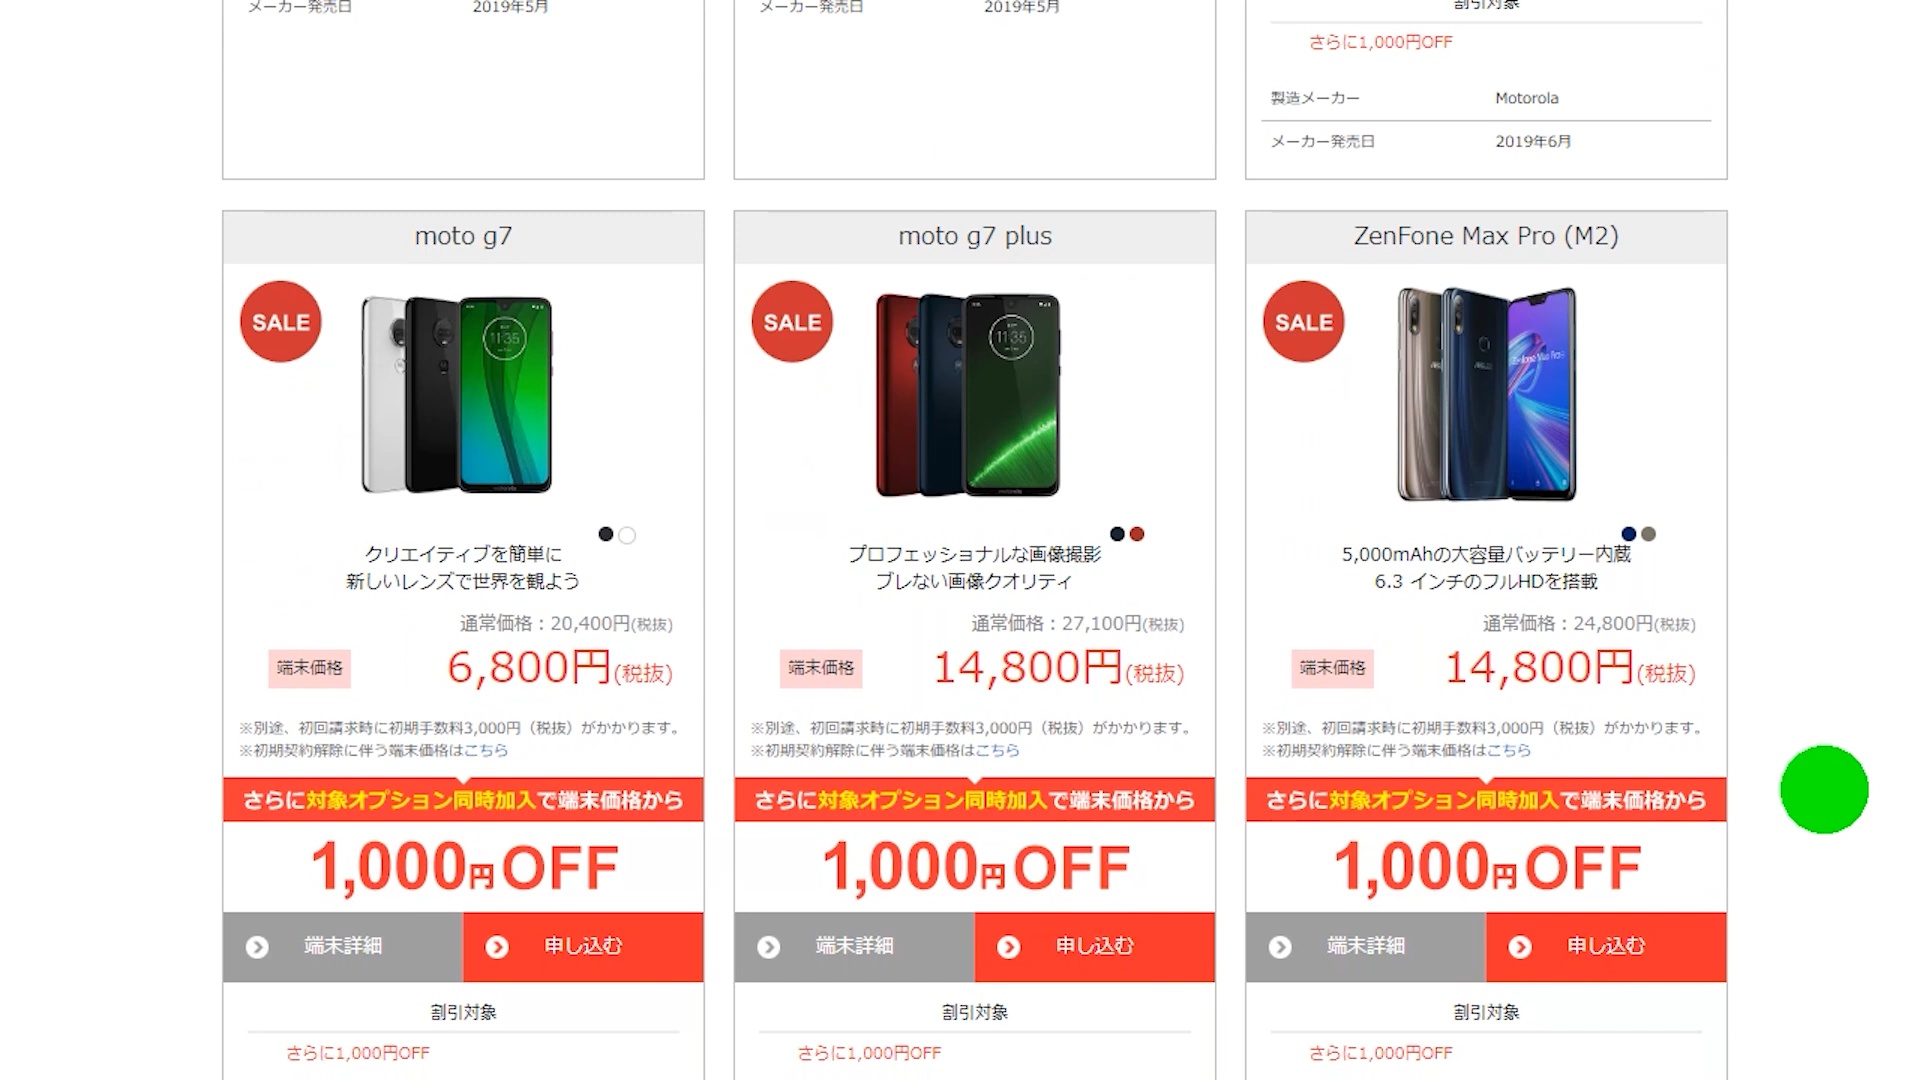 メーカー発売日 2019年5月
メーカー発売日 2019年5月
割引対象
さらに1,000円OFF
製造メーカー Motorola
メーカー発売日 2019年6月
moto g7
SALE
11:35
クリエイティブを簡単に
新しいレンズで世界を観よう
通常価格：20,400円(税抜)
端末価格 6,800円(税抜)
※別途、初回請求時に初期手数料3,000円（税抜）がかかります。
※初期契約解除に伴う端末価格はこちら
さらに対象オプション同時加入で端末価格から
1,000円OFF
端末詳細 申し込む
割引対象
さらに1,000円OFF
moto g7 plus
SALE
11:35
プロフェッショナルな画像撮影
ブレない画像クオリティ
通常価格：27,100円(税抜)
端末価格 14,800円(税抜)
※別途、初回請求時に初期手数料3,000円（税抜）がかかります。
※初期契約解除に伴う端末価格はこちら
さらに対象オプション同時加入で端末価格から
1,000円OFF
端末詳細 申し込む
割引対象
さらに1,000円OFF
ZenFone Max Pro (M2)
SALE
5,000mAhの大容量バッテリー内蔵
6.3 インチのフルHDを搭載
通常価格：24,800円(税抜)
端末価格 14,800円(税抜)
※別途、初回請求時に初期手数料3,000円（税抜）がかかります。
※初期契約解除に伴う端末価格はこちら
さらに対象オプション同時加入で端末価格から
1,000円OFF
端末詳細 申し込む
割引対象
さらに1,000円OFF